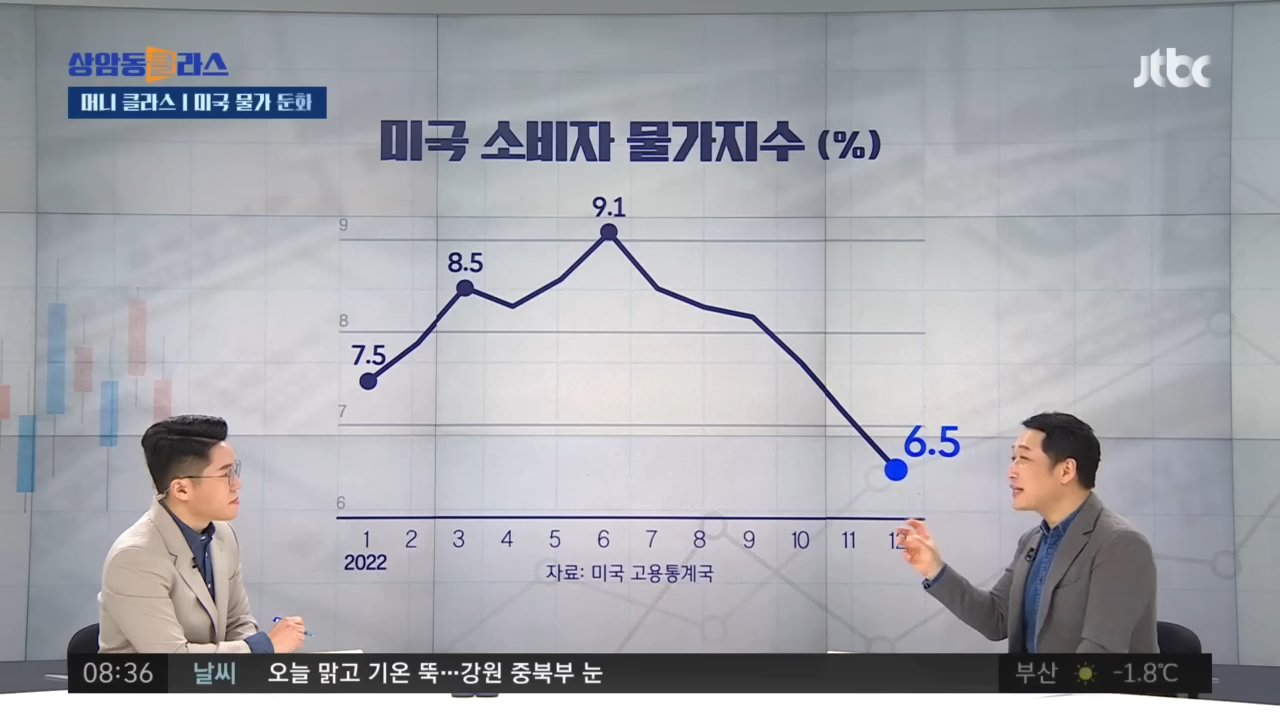 상암동클라스
jtbc
머니 클라스 | 미국 물가 둔화
미국 소비자 물가지수 (%)
9.1
9
8.5
8
7.5
7
6.5
6
1 2 3 4 5 6 7 8 9 10 11 12
2022
자료: 미국 고용통계국
08:36 날씨 오늘 맑고 기온 뚝…강원 중북부 눈 부산 -1.8℃